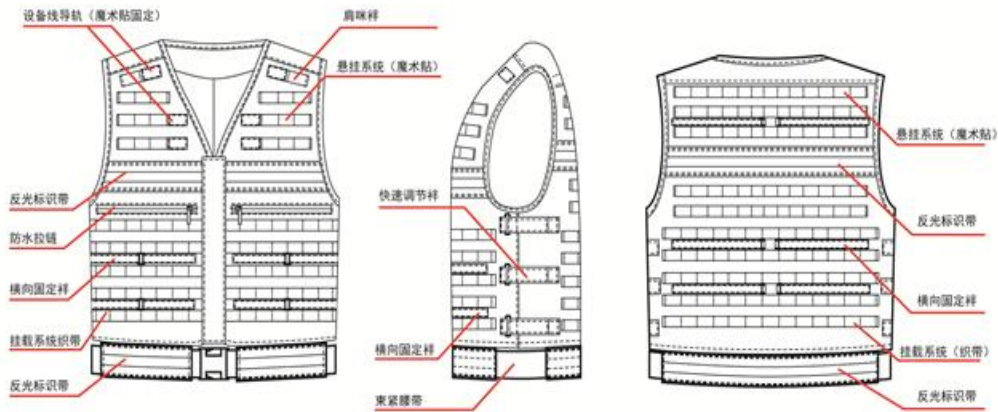 设备线导轨（魔术贴固定）
肩咪袢
悬挂系统（魔术贴）
反光标识带
防水拉链
横向固定袢
挂载系统织带
反光标识带
快速调节袢
横向固定袢
束紧腰带
悬挂系统（魔术贴）
反光标识带
横向固定袢
挂载系统（织带）
反光标识带